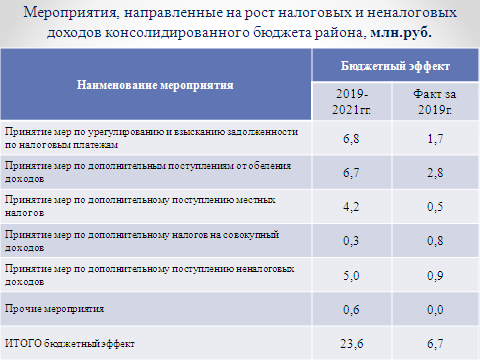 Мероприятия, направленные на рост налоговых и неналоговых
доходов консолидированного бюджета района, млн.руб.
Наименование мероприятия
Бюджетный эффект
2019-
2021гг.
Факт за
2019г.
Принятие мер по урегулированию и взысканию задолженности
по налоговым платежам
6,8
1,7
Принятие мер по дополнительным поступлениям от обеления
доходов
6,7
2,8
Принятие мер по дополнительному поступлению местных
налогов
4,2
0,5
Принятие мер по дополнительному налогов на совокупный
доходов
0,3
0,8
Принятие мер по дополнительному поступлению неналоговых
доходов
5,0
0,9
Прочие мероприятия
0,6
0,0
ИТОГО бюджетный эффект
23,6
6,7